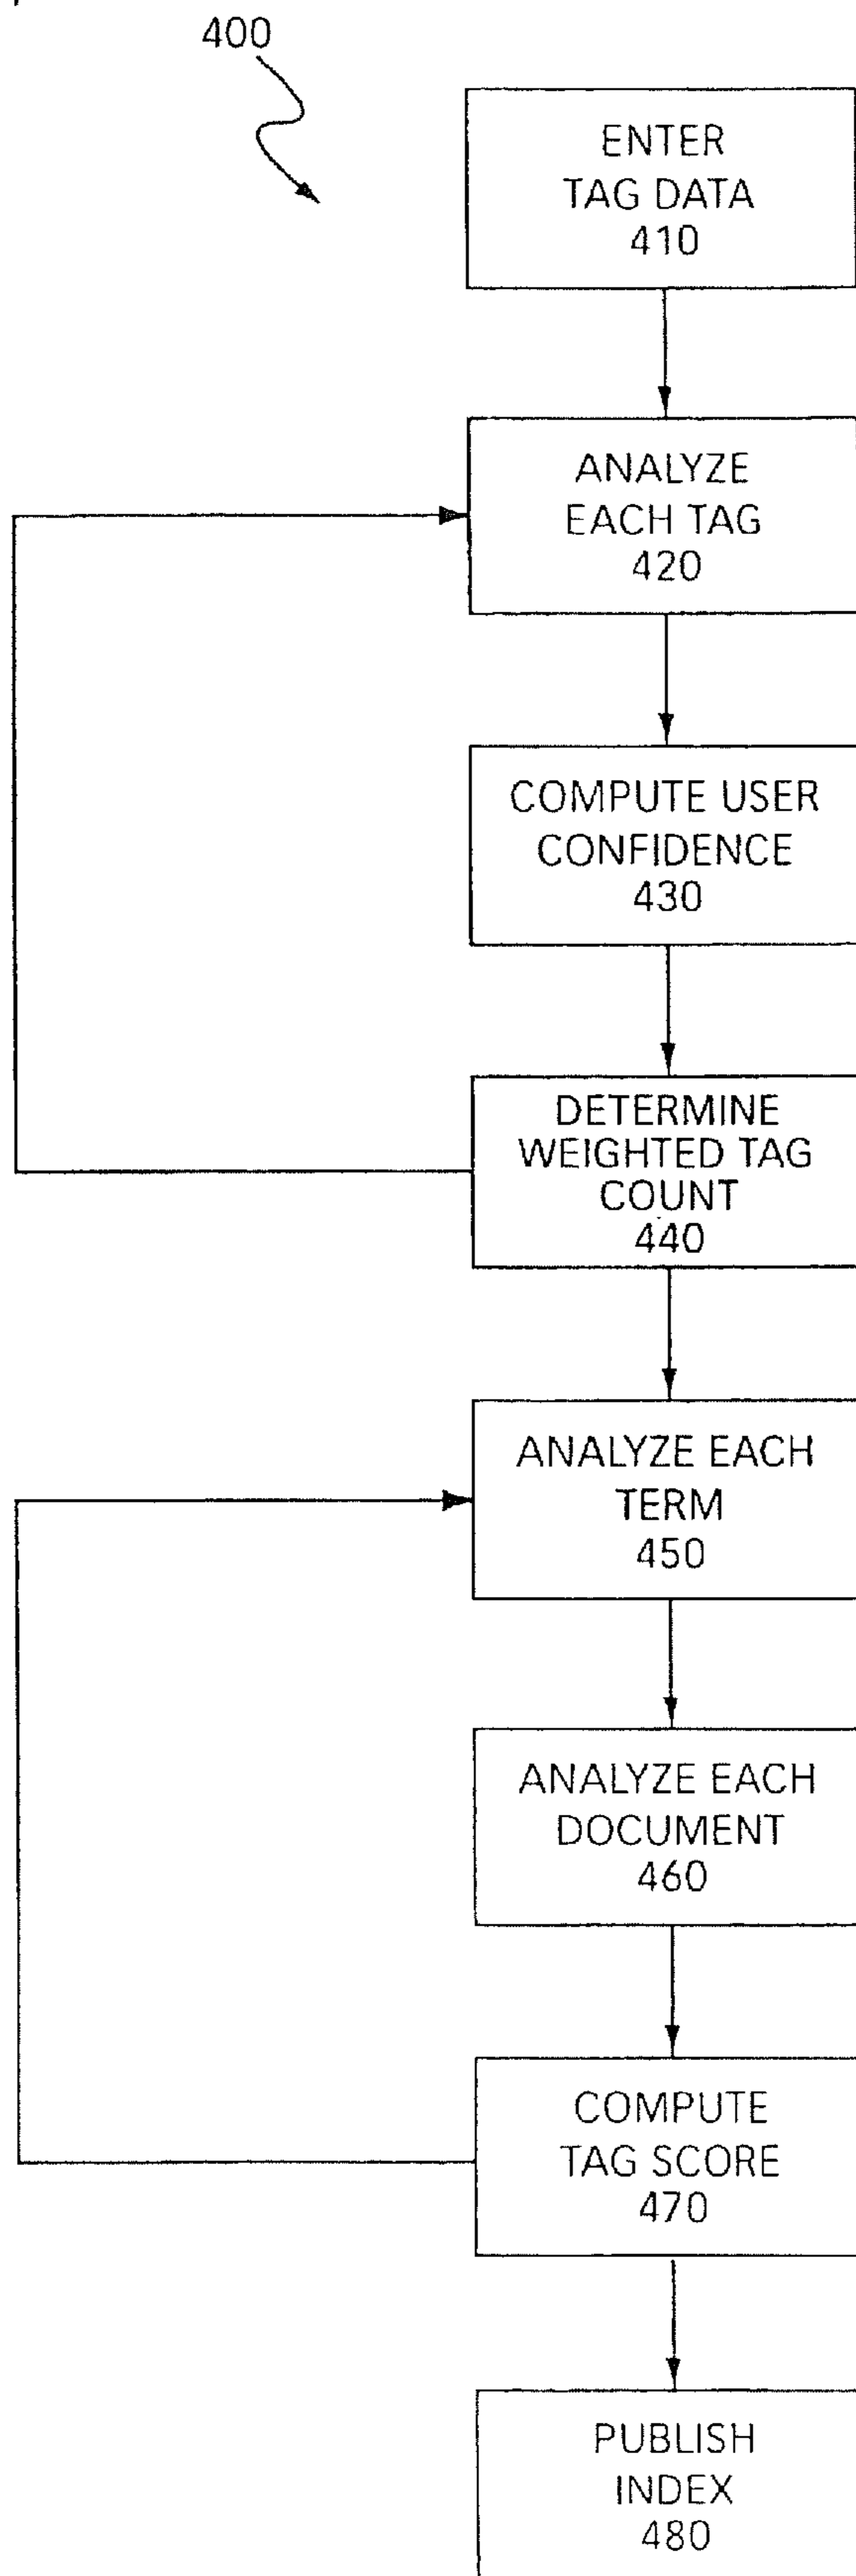 400
ENTER
TAG DATA
410
ANALYZE
EACH TAG
420
COMPUTE USER
CONFIDENCE
430
DETERMINE
WEIGHTED TAG
COUNT
440
ANALYZE EACH
TERM
450
ANALYZE EACH
DOCUMENT
460
COMPUTE
TAG SCORE
470
PUBLISH
INDEX
480